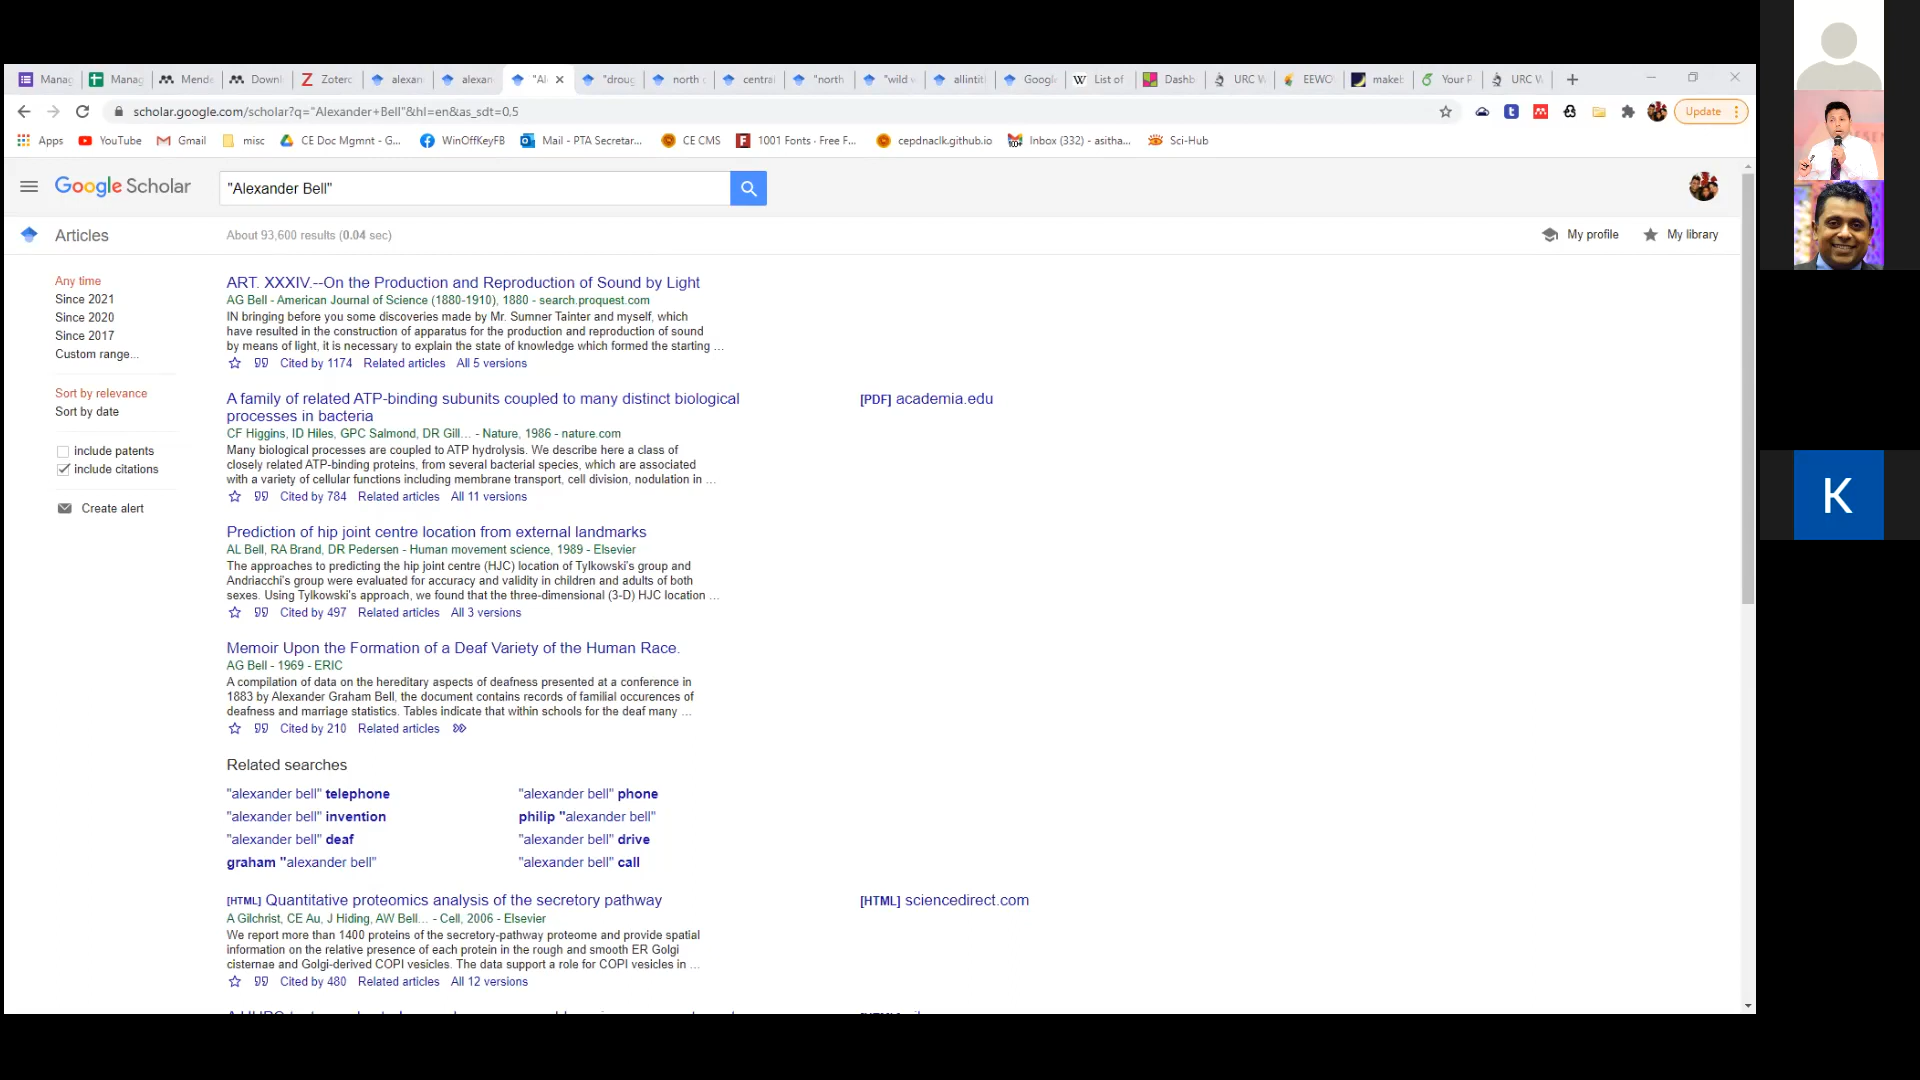 Manag
Manag
Mende
Downl
Zoterc
alexan
alexan
"Al
"droug
north c
centra
"north
"wild v
allintit
Googl
List of
Dashb
URC W
EEWC
makeb
Your P
URC W
scholar.google.com/scholar?q="Alexander+Bell"&hl=en&as_sdt=0,5
Update
Apps
YouTube
Gmail
misc
CE Doc Mgmnt - G...
WinOffKeyFB
Mail - PTA Secretar...
CE CMS
1001 Fonts - Free F...
cepdnaclk.github.io
Inbox (332) - asitha...
Sci-Hub
Google Scholar
"Alexander Bell"
Articles
About 93,600 results (0.04 sec)
My profile
My library
Any time
Since 2021
Since 2020
Since 2017
Custom range...
Sort by relevance
Sort by date
include patents
include citations
Create alert
ART. XXXIV.--On the Production and Reproduction of Sound by Light
AG Bell - American Journal of Science (1880-1910), 1880 - search.proquest.com
IN bringing before you some discoveries made by Mr. Sumner Tainter and myself, which
have resulted in the construction of apparatus for the production and reproduction of sound
by means of light, it is necessary to explain the state of knowledge which formed the starting ...
Cited by 1174 Related articles All 5 versions
A family of related ATP-binding subunits coupled to many distinct biological
processes in bacteria
[PDF] academia.edu
CF Higgins, ID Hiles, GPC Salmond, DR Gill... - Nature, 1986 - nature.com
Many biological processes are coupled to ATP hydrolysis. We describe here a class of
closely related ATP-binding proteins, from several bacterial species, which are associated
with a variety of cellular functions including membrane transport, cell division, nodulation in ...
Cited by 784 Related articles All 11 versions
Prediction of hip joint centre location from external landmarks
AL Bell, RA Brand, DR Pedersen - Human movement science, 1989 - Elsevier
The approaches to predicting the hip joint centre (HJC) location of Tylkowski's group and
Andriacchi's group were evaluated for accuracy and validity in children and adults of both
sexes. Using Tylkowski's approach, we found that the three-dimensional (3-D) HJC location ...
Cited by 497 Related articles All 3 versions
Memoir Upon the Formation of a Deaf Variety of the Human Race.
AG Bell - 1969 - ERIC
A compilation of data on the hereditary aspects of deafness presented at a conference in
1883 by Alexander Graham Bell, the document contains records of familial occurences of
deafness and marriage statistics. Tables indicate that within schools for the deaf many ...
Cited by 210 Related articles
Related searches
"alexander bell" telephone
"alexander bell" phone
"alexander bell" invention
philip "alexander bell"
"alexander bell" deaf
"alexander bell" drive
graham "alexander bell"
"alexander bell" call
[HTML] Quantitative proteomics analysis of the secretory pathway
[HTML] sciencedirect.com
A Gilchrist, CE Au, J Hiding, AW Bell... - Cell, 2006 - Elsevier
We report more than 1400 proteins of the secretory-pathway proteome and provide spatial
information on the relative presence of each protein in the rough and smooth ER Golgi
cisternae and Golgi-derived COPI vesicles. The data support a role for COPI vesicles in ...
Cited by 480 Related articles All 12 versions
K